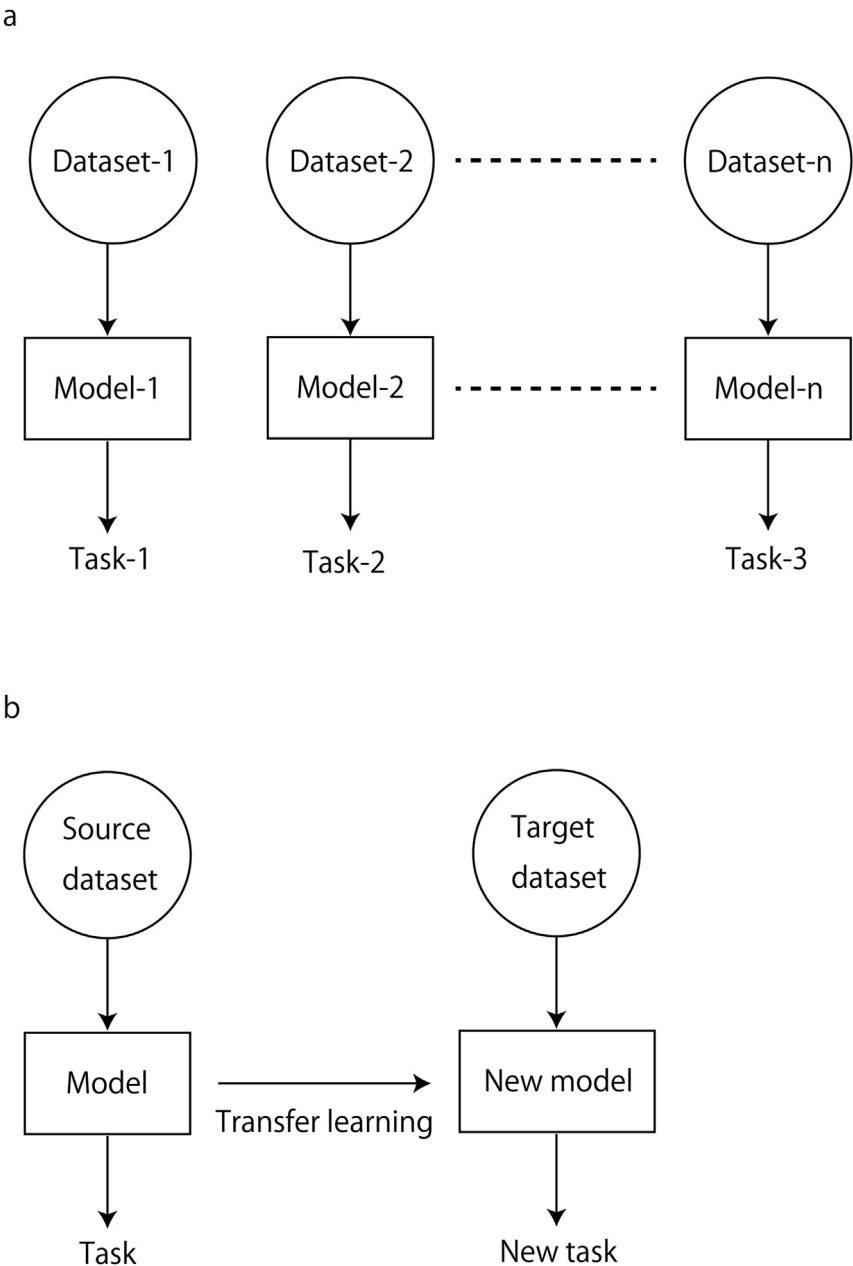 a
Dataset-1
Dataset-2
Dataset-n
Model-1
Model-2
Model-n
Task-1
Task-2
Task-3
b
Source
dataset
Target
dataset
Model
Transfer learning
New model
Task
New task